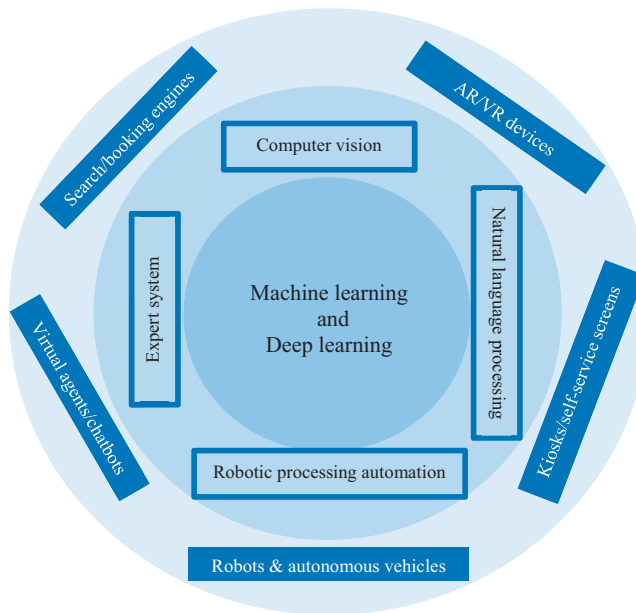 Search/booking engines
AR/VR devices
Computer vision
Expert system
Natural language processing
Machine learning
and
Deep learning
Virtual agents/chatbots
Kiosks/self-service screens
Robotic processing automation
Robots & autonomous vehicles